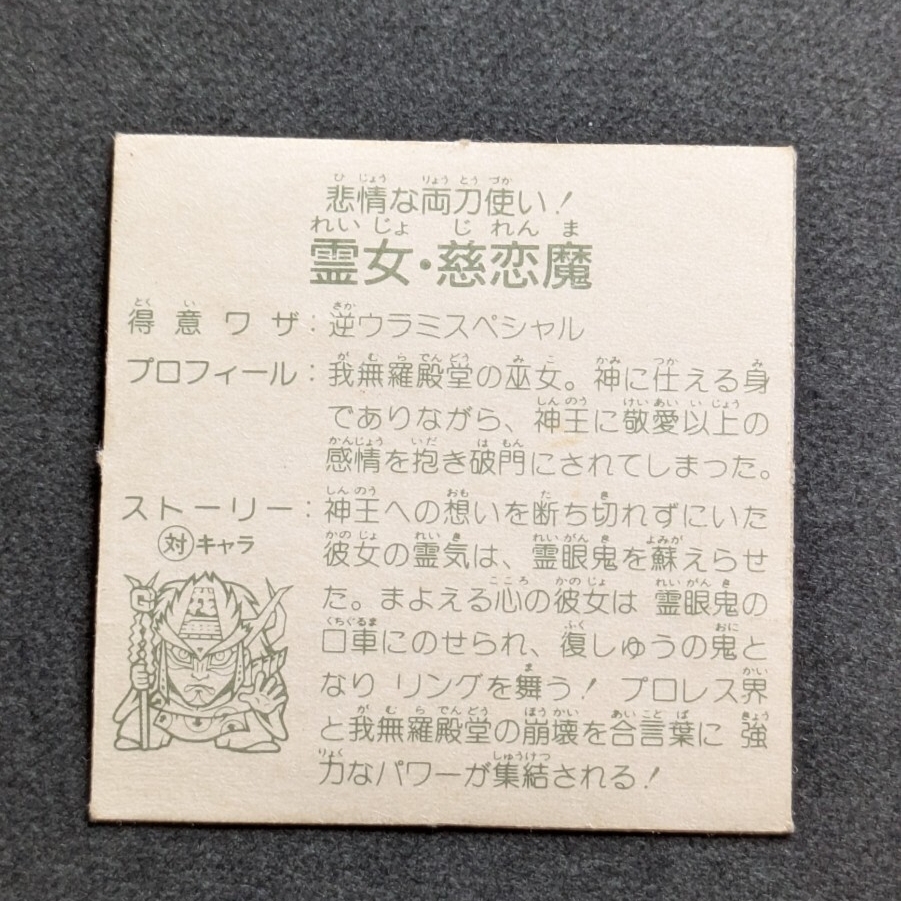 悲情な両刀使い！
霊女・慈恋魔
得意ワザ：逆ウラミスペシャル
プロフィール：我無羅殿堂の巫女。神に仕える身
でありながら、神王に敬愛以上の
感情を抱き破門にされてしまった。
ストーリー：神王への想いを断ち切れずにいた
対キャラ
彼女の霊気は、霊眼鬼を蘇えらせ
た。まよえる心の彼女は霊眼鬼の
口車にのせられ、復しゅうの鬼と
なりリングを舞う！プロレス界
と我無羅殿堂の崩壊を合言葉に強
力なパワーが集結される！